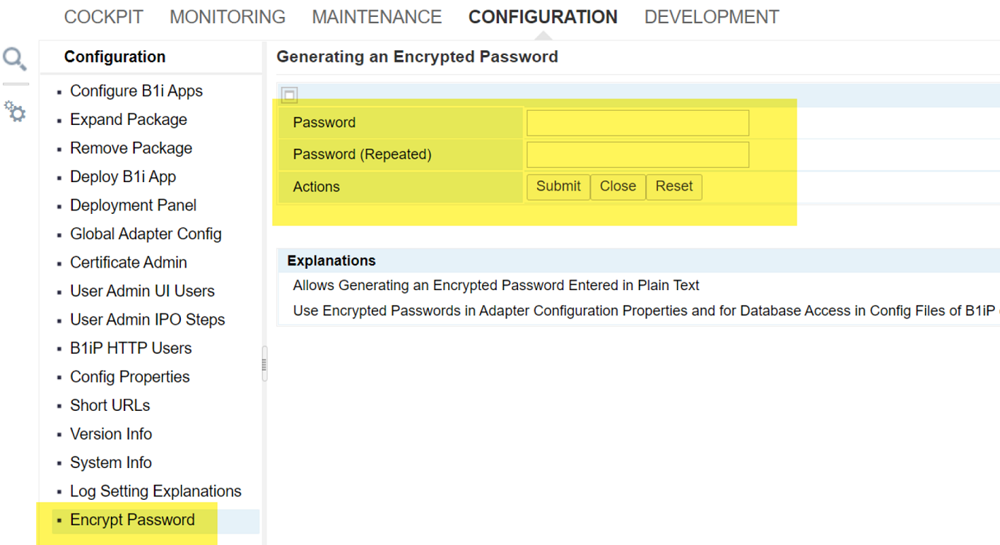 COCKPIT MONITORING MAINTENANCE CONFIGURATION DEVELOPMENT
Configuration
Configure B1i Apps
Expand Package
Remove Package
Deploy B1i App
Deployment Panel
Global Adapter Config
Certificate Admin
User Admin UI Users
User Admin IPO Steps
B1iP HTTP Users
Config Properties
Short URLs
Version Info
System Info
Log Setting Explanations
Encrypt Password
Generating an Encrypted Password
Password
Password (Repeated)
Actions Submit Close Reset
Explanations
Allows Generating an Encrypted Password Entered in Plain Text
Use Encrypted Passwords in Adapter Configuration Properties and for Database Access in Config Files of B1iP